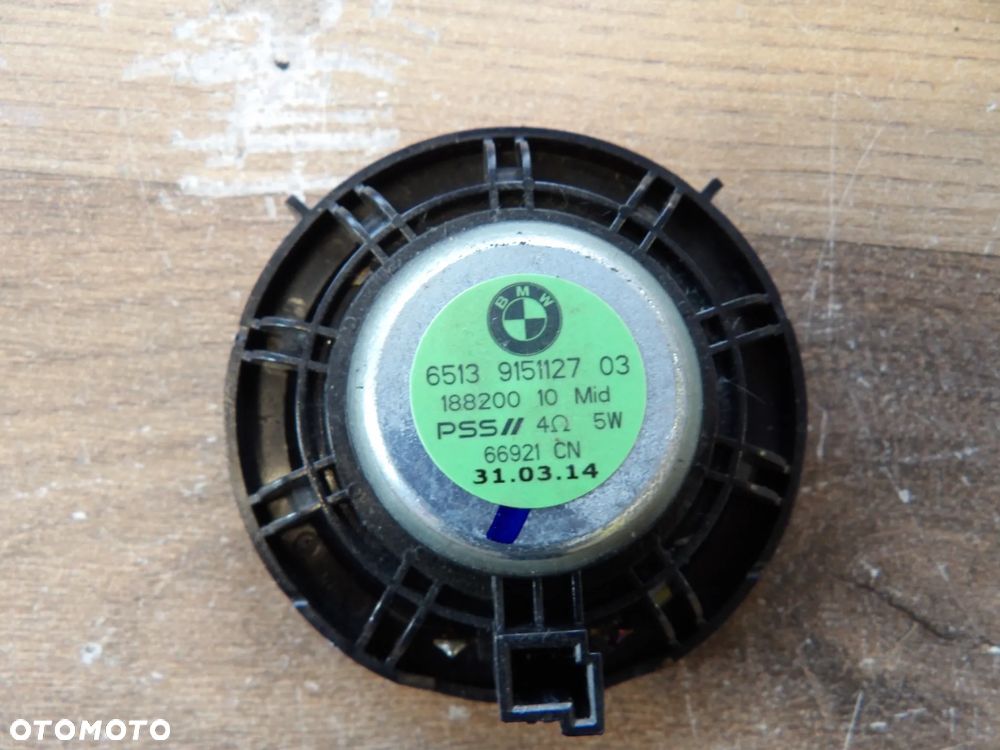 BMW
6513 9151127 03
188200 10 Mid
PSS// 4Ω 5W
66921 CN
31.03.14
OTOMOTO